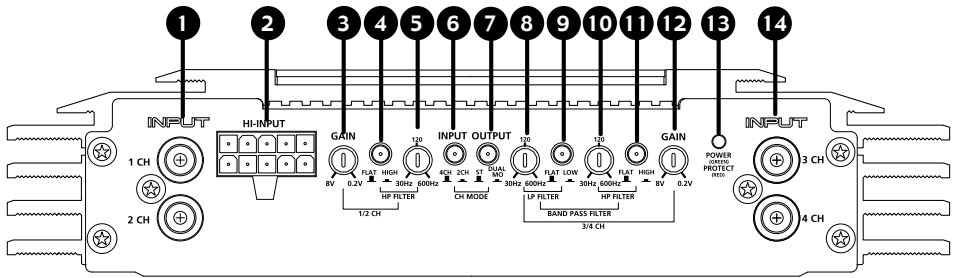 1 2 3 4 5 6 7 8 9 10 11 12 13 14
INPUT
HI-INPUT
GAIN
120
INPUT OUTPUT
120
120
GAIN
INPUT
1 CH
2 CH
8V 0.2V
FLAT HIGH
30Hz 600Hz
HP FILTER
1/2 CH
4CH 2CH ST DUAL MO
CH MODE
30Hz 600Hz
FLAT LOW
LP FILTER
30Hz 600Hz
FLAT HIGH
HP FILTER
BAND PASS FILTER
3/4 CH
8V 0.2V
POWER
(GREEN)
PROTECT
(RED)
3 CH
4 CH